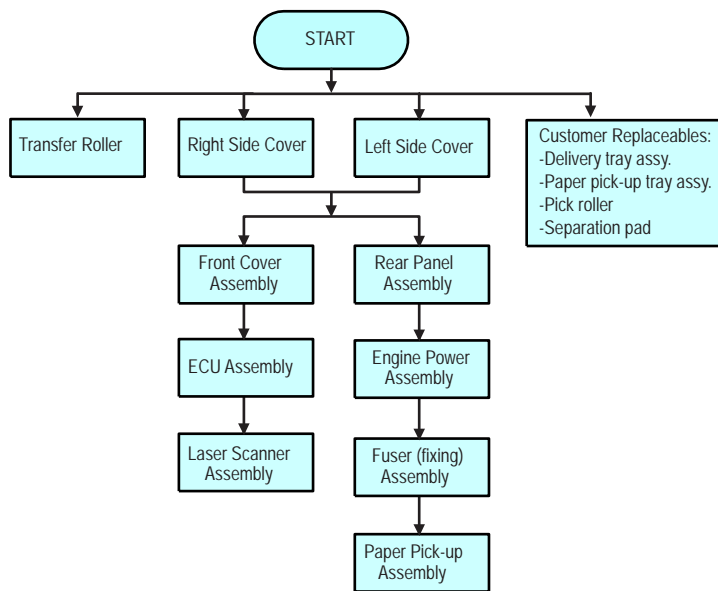 START
Transfer Roller
Right Side Cover
Left Side Cover
Customer Replaceables:
-Delivery tray assy.
-Paper pick-up tray assy.
-Pick roller
-Separation pad
Front Cover
Assembly
Rear Panel
Assembly
ECU Assembly
Engine Power
Assembly
Laser Scanner
Assembly
Fuser (fixing)
Assembly
Paper Pick-up
Assembly